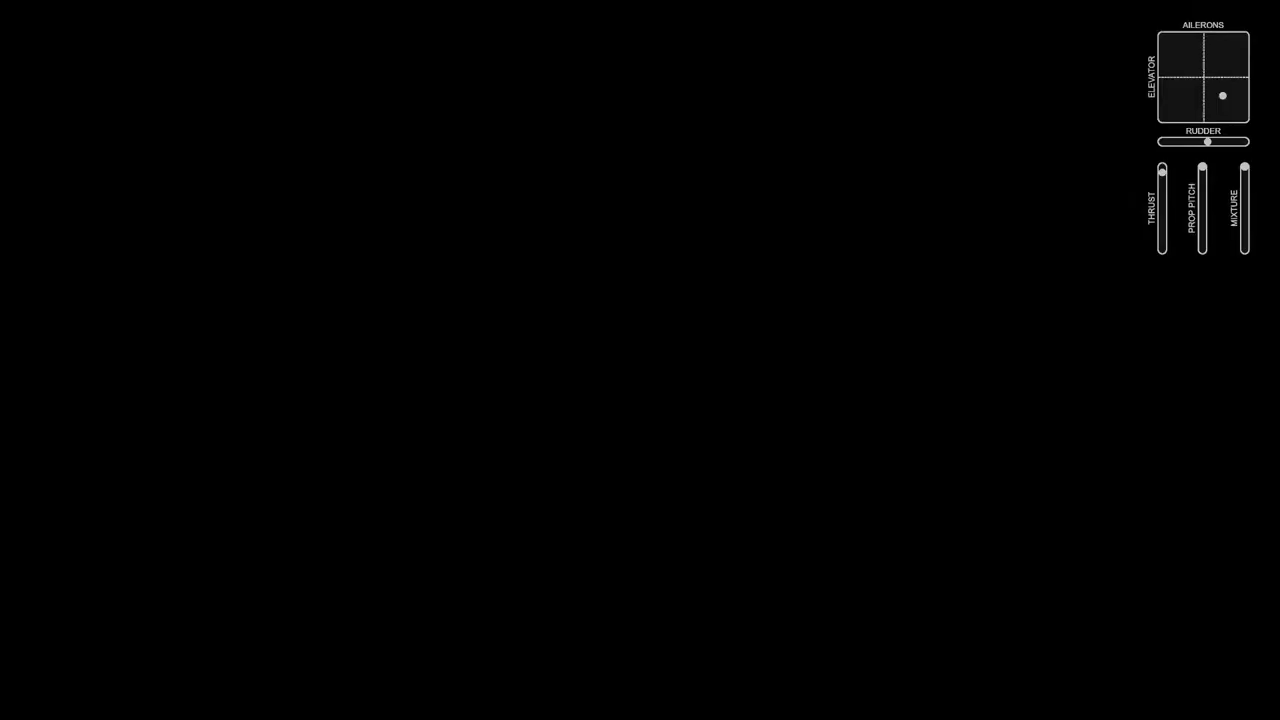 AILERONS
ELEVATOR
RUDDER
THRUST
PROP PITCH
MIXTURE